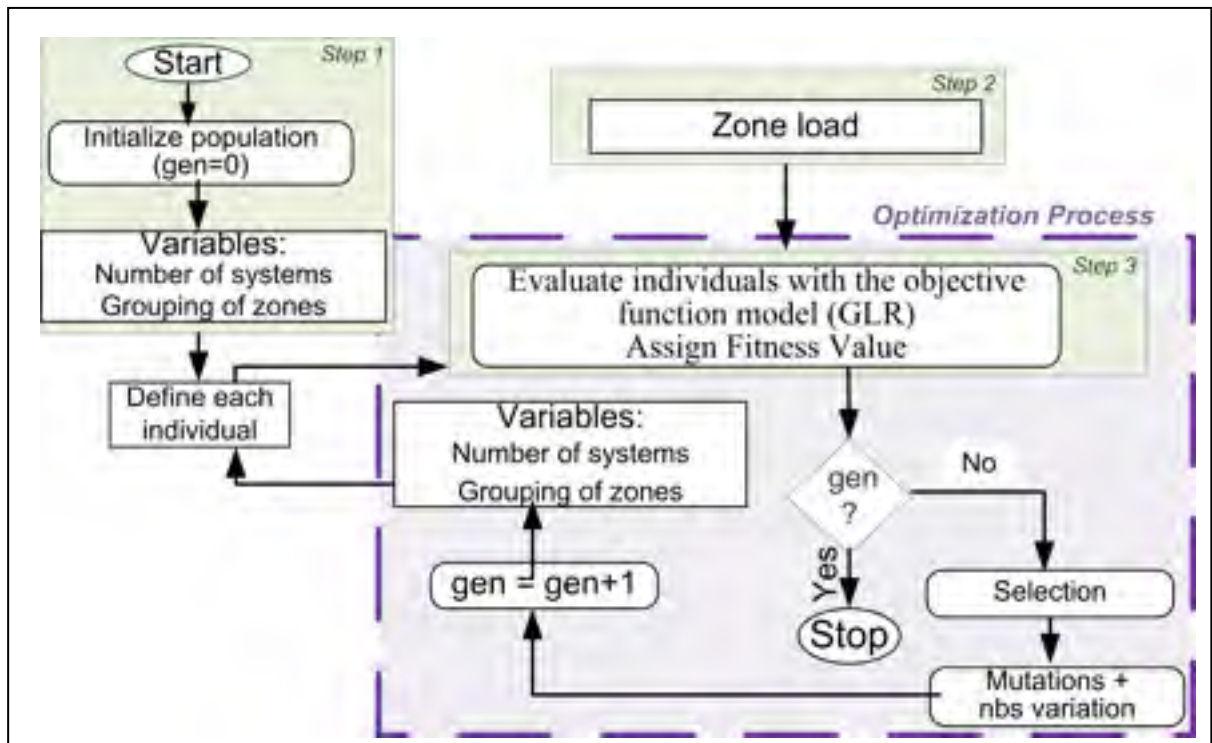 Start
Step 1
Initialize population
(gen=0)
Variables:
Number of systems
Grouping of zones
Define each
individual
Step 2
Zone load
Optimization Process
Step 3
Evaluate individuals with the objective
function model (GLR)
Assign Fitness Value
Variables:
Number of systems
Grouping of zones
gen
?
No
Yes
Stop
Selection
Mutations +
nbs variation
gen = gen+1